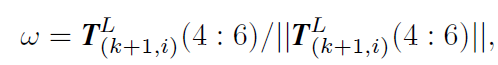 ω = T^L_{(k+1,i)}(4 : 6)/||T^L_{(k+1,i)}(4 : 6)||,